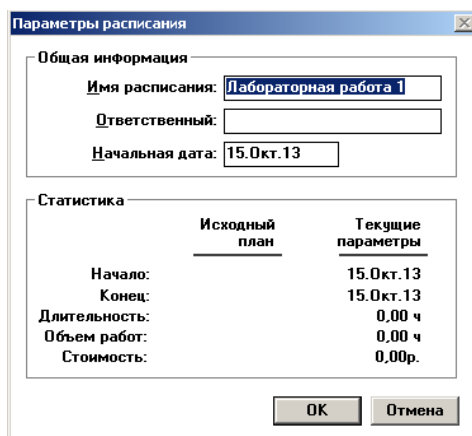 Параметры расписания
Общая информация
Имя расписания: Лабораторная работа 1
Ответственный:
Начальная дата: 15.Окт.13
Статистика
Исходный план Текущие параметры
Начало: 15.Окт.13
Конец: 15.Окт.13
Длительность: 0,00 ч
Объем работ: 0,00 ч
Стоимость: 0,00р.
OK Отмена